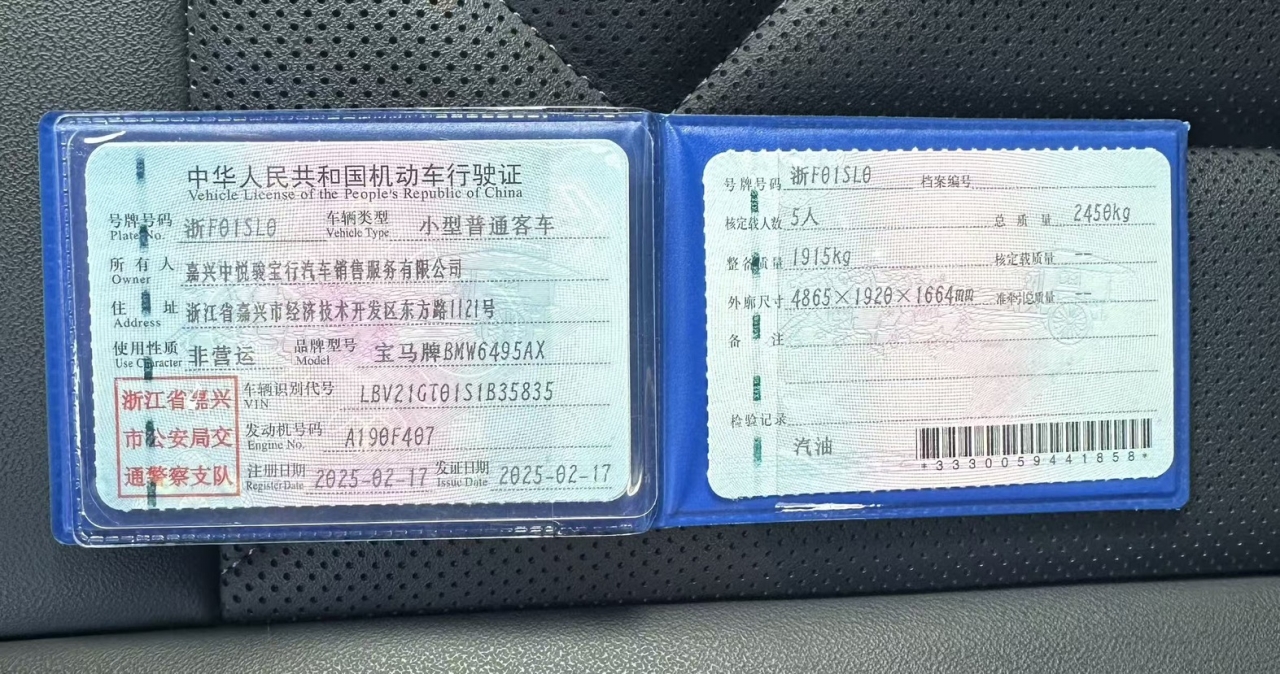 中华人民共和国机动车行驶证
Vehicle License of the People's Republic of China
号牌号码 浙F01SL0 车辆类型 小型普通客车
Plate No. Vehicle Type
所有人 嘉兴中悦骏宝行汽车销售服务有限公司
Owner
住址 浙江省嘉兴市经济技术开发区东方路1121号
Address
使用性质 非营运 品牌型号 宝马牌BMW6495AX
Use Character Model
浙江省嘉兴
市公安局交
通警察支队
车辆识别代号 LBV21GT01S1B35835
VIN
发动机号码 A190F407
Engine No.
注册日期 2025-02-17 发证日期 2025-02-17
Register Date Issue Date
号牌号码 浙F01SL0 档案编号
核定载人数 5人 总质量 2450kg
整备质量 1915kg 核定载质量 --
外廓尺寸 4865×1920×1664mm 准牵引总质量 --
备注
检验记录
汽油
*3330059441858*